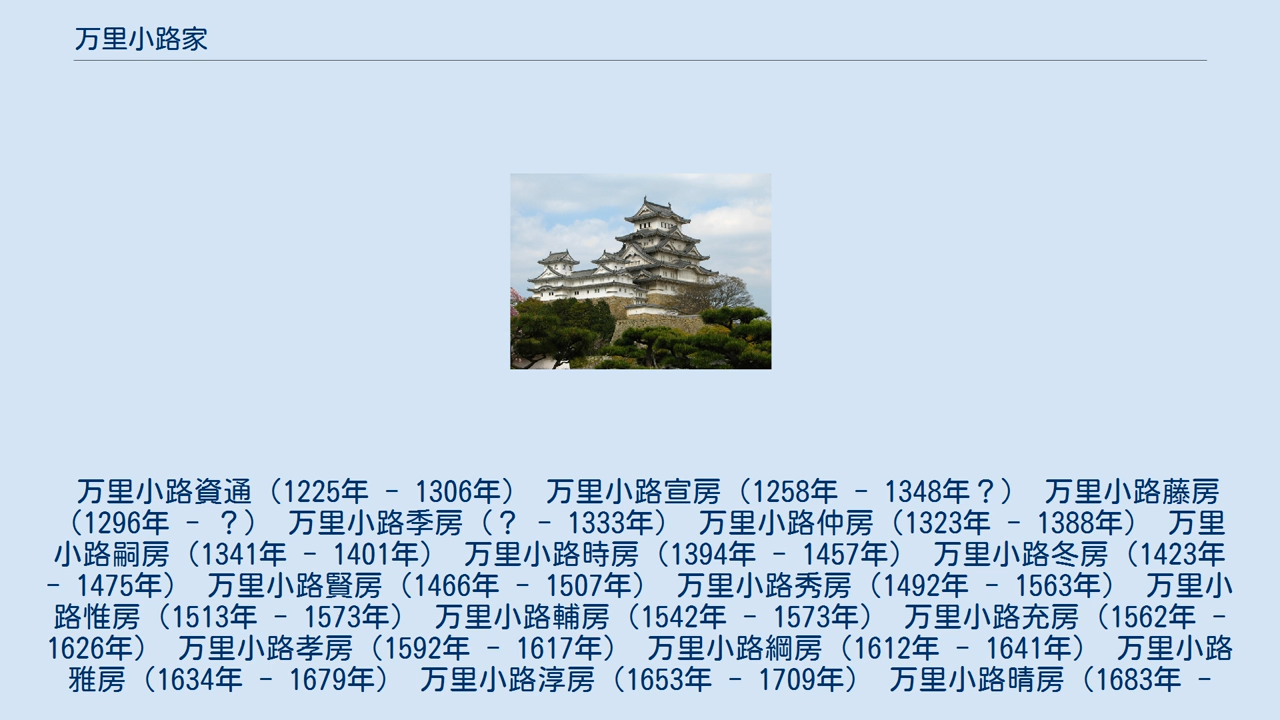 万里小路家
万里小路資通（1225年 - 1306年） 万里小路宣房（1258年 - 1348年？） 万里小路藤房
（1296年 - ？） 万里小路季房（？ - 1333年） 万里小路仲房（1323年 - 1388年） 万里
小路嗣房（1341年 - 1401年） 万里小路時房（1394年 - 1457年） 万里小路冬房（1423年
- 1475年） 万里小路賢房（1466年 - 1507年） 万里小路秀房（1492年 - 1563年） 万里小
路惟房（1513年 - 1573年） 万里小路輔房（1542年 - 1573年） 万里小路充房（1562年 -
1626年） 万里小路孝房（1592年 - 1617年） 万里小路綱房（1612年 - 1641年） 万里小路
雅房（1634年 - 1679年） 万里小路淳房（1653年 - 1709年） 万里小路晴房（1683年 -